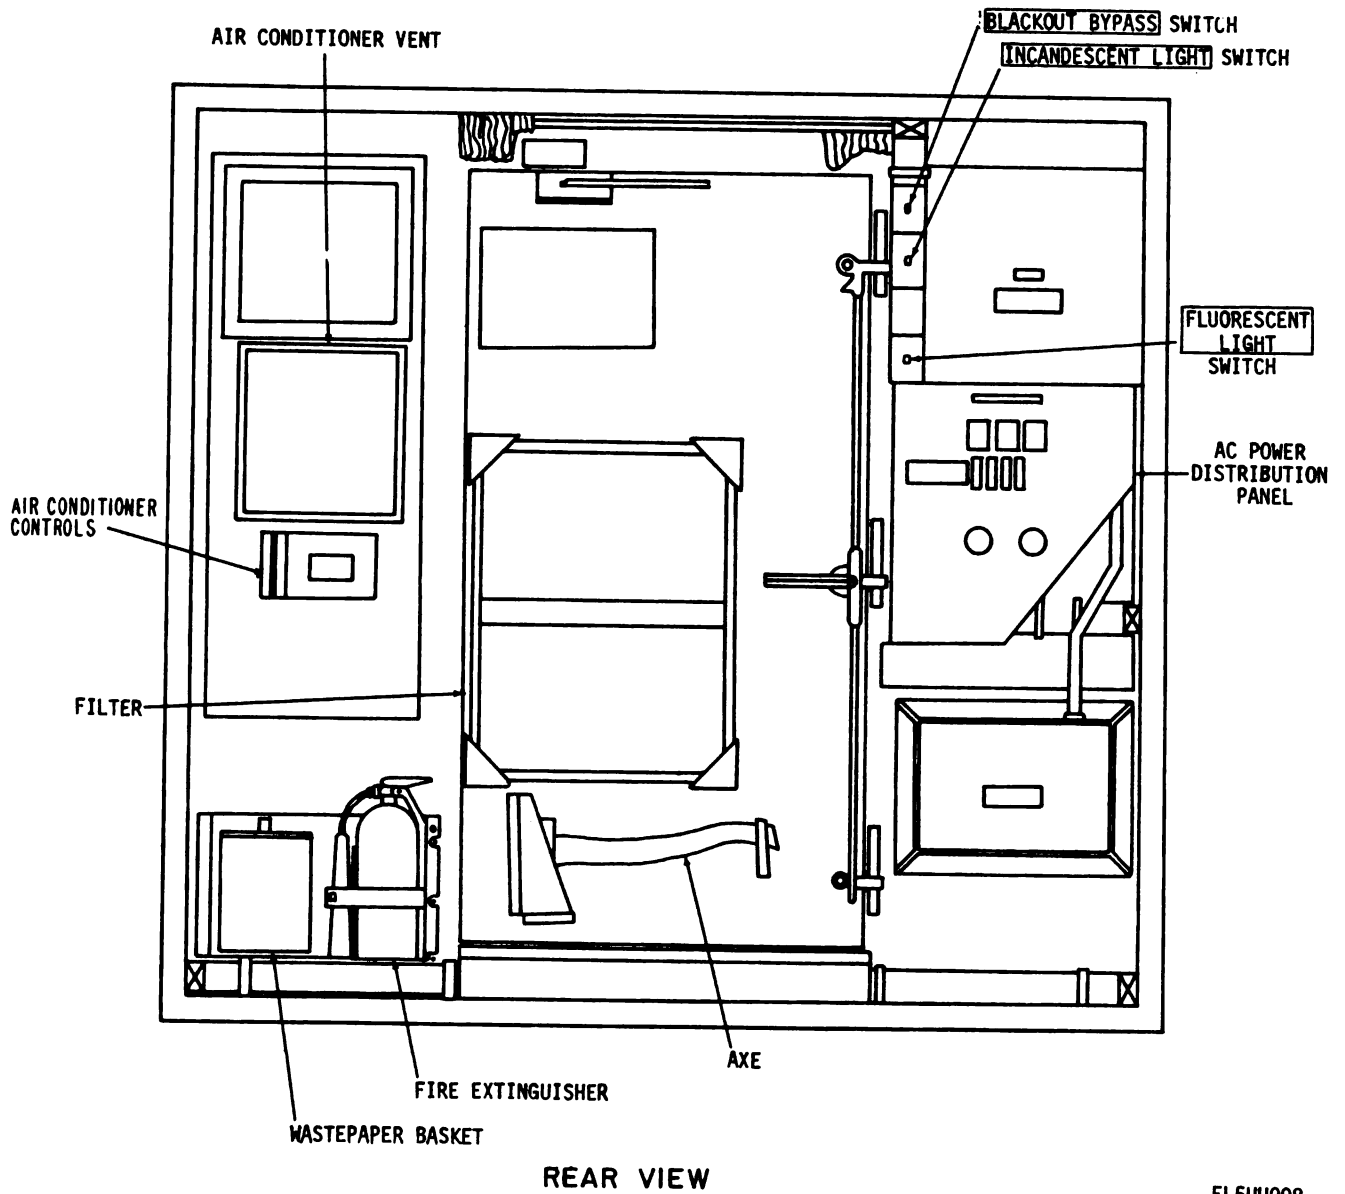 AIR CONDITIONER VENT
BLACKOUT BYPASS SWITCH
INCANDESCENT LIGHT SWITCH
FLUORESCENT
LIGHT
SWITCH
AC POWER
DISTRIBUTION
PANEL
AIR CONDITIONER
CONTROLS
FILTER
AXE
FIRE EXTINGUISHER
WASTEPAPER BASKET
REAR VIEW